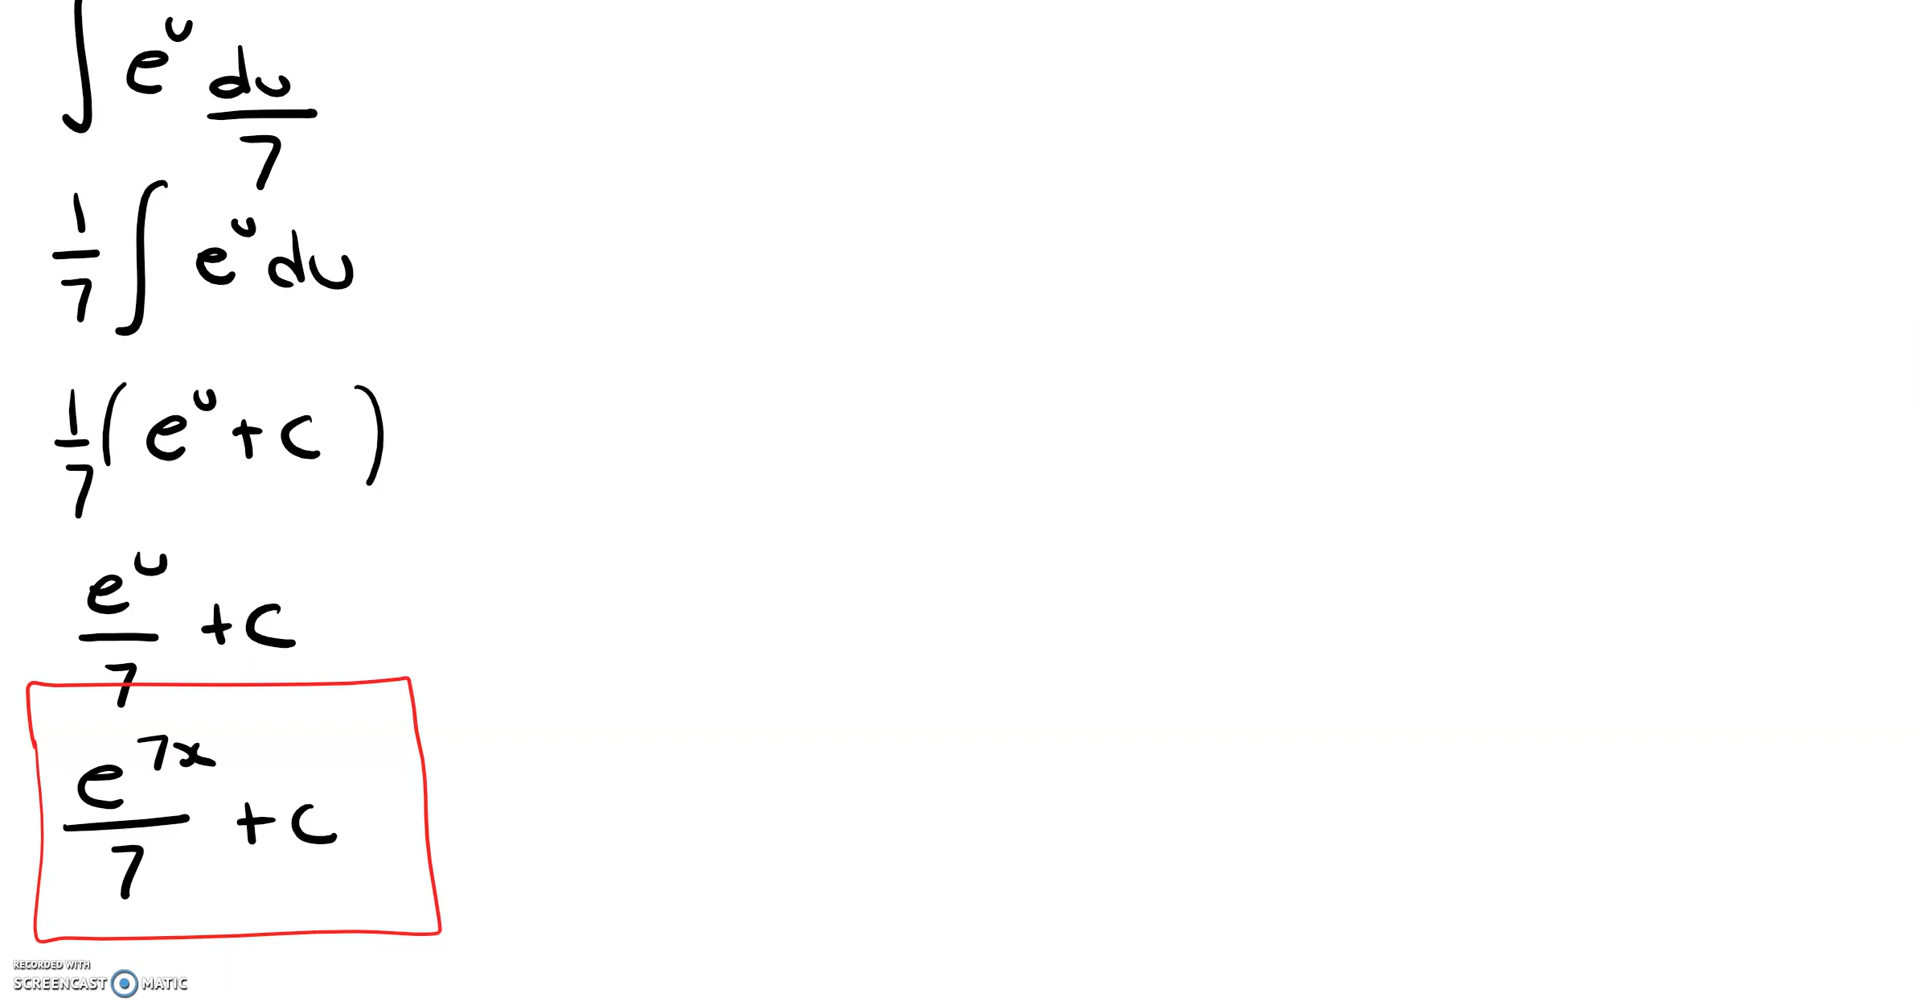 ∫ e^u du/7
1/7 ∫ e^u du
1/7 ( e^u + c )
e^u/7 + c
e^7x/7 + c
RECORDED WITH
SCREENCAST MATIC